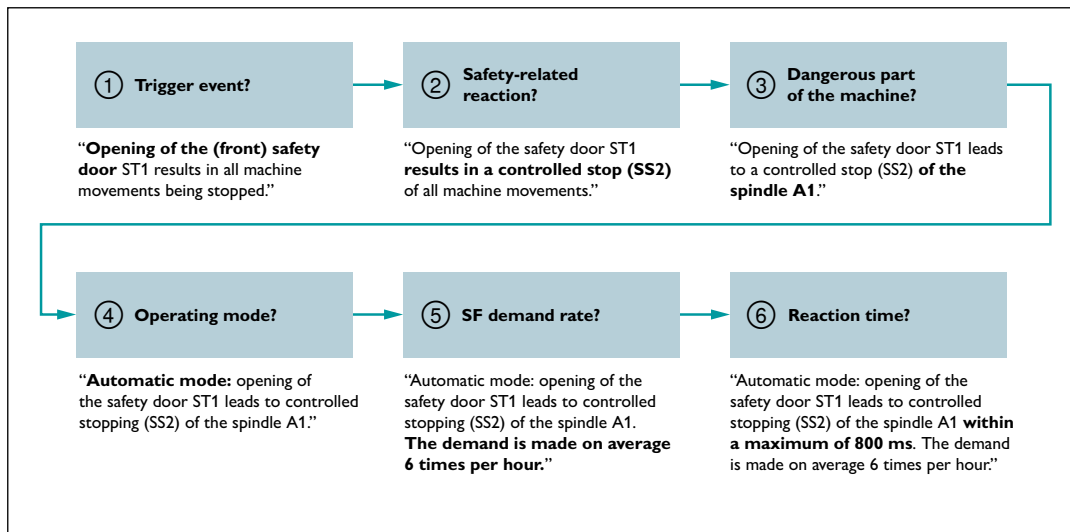 ① Trigger event?
② Safety-related
reaction?
③ Dangerous part
of the machine?
“Opening of the (front) safety
door ST1 results in all machine
movements being stopped.”
“Opening of the safety door ST1
results in a controlled stop (SS2)
of all machine movements.”
“Opening of the safety door ST1 leads
to a controlled stop (SS2) of the
spindle A1.”
④ Operating mode?
⑤ SF demand rate?
⑥ Reaction time?
“Automatic mode: opening of
the safety door ST1 leads to controlled
stopping (SS2) of the spindle A1.”
“Automatic mode: opening of the
safety door ST1 leads to controlled
stopping (SS2) of the spindle A1.
The demand is made on average
6 times per hour.”
“Automatic mode: opening of the
safety door ST1 leads to controlled
stopping (SS2) of the spindle A1 within
a maximum of 800 ms. The demand
is made on average 6 times per hour.”